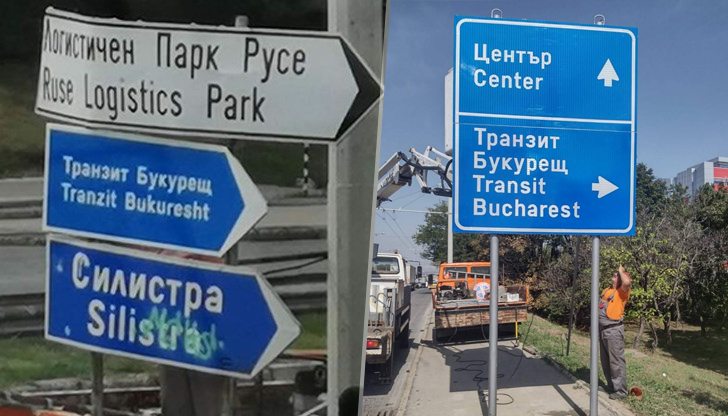 Логистичен Парк Русе
Ruse Logistics Park
Транзит Букурещ
Tranzit Bukuresht
Силистра
Silistra
Център
Center
Транзит
Букурещ
Transit
Bucharest